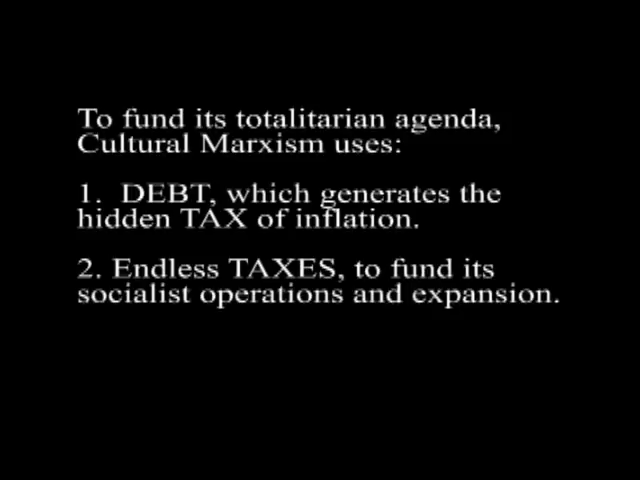 To fund its totalitarian agenda,
Cultural Marxism uses:
1.  DEBT, which generates the
hidden TAX of inflation.
2. Endless TAXES, to fund its
socialist operations and expansion.